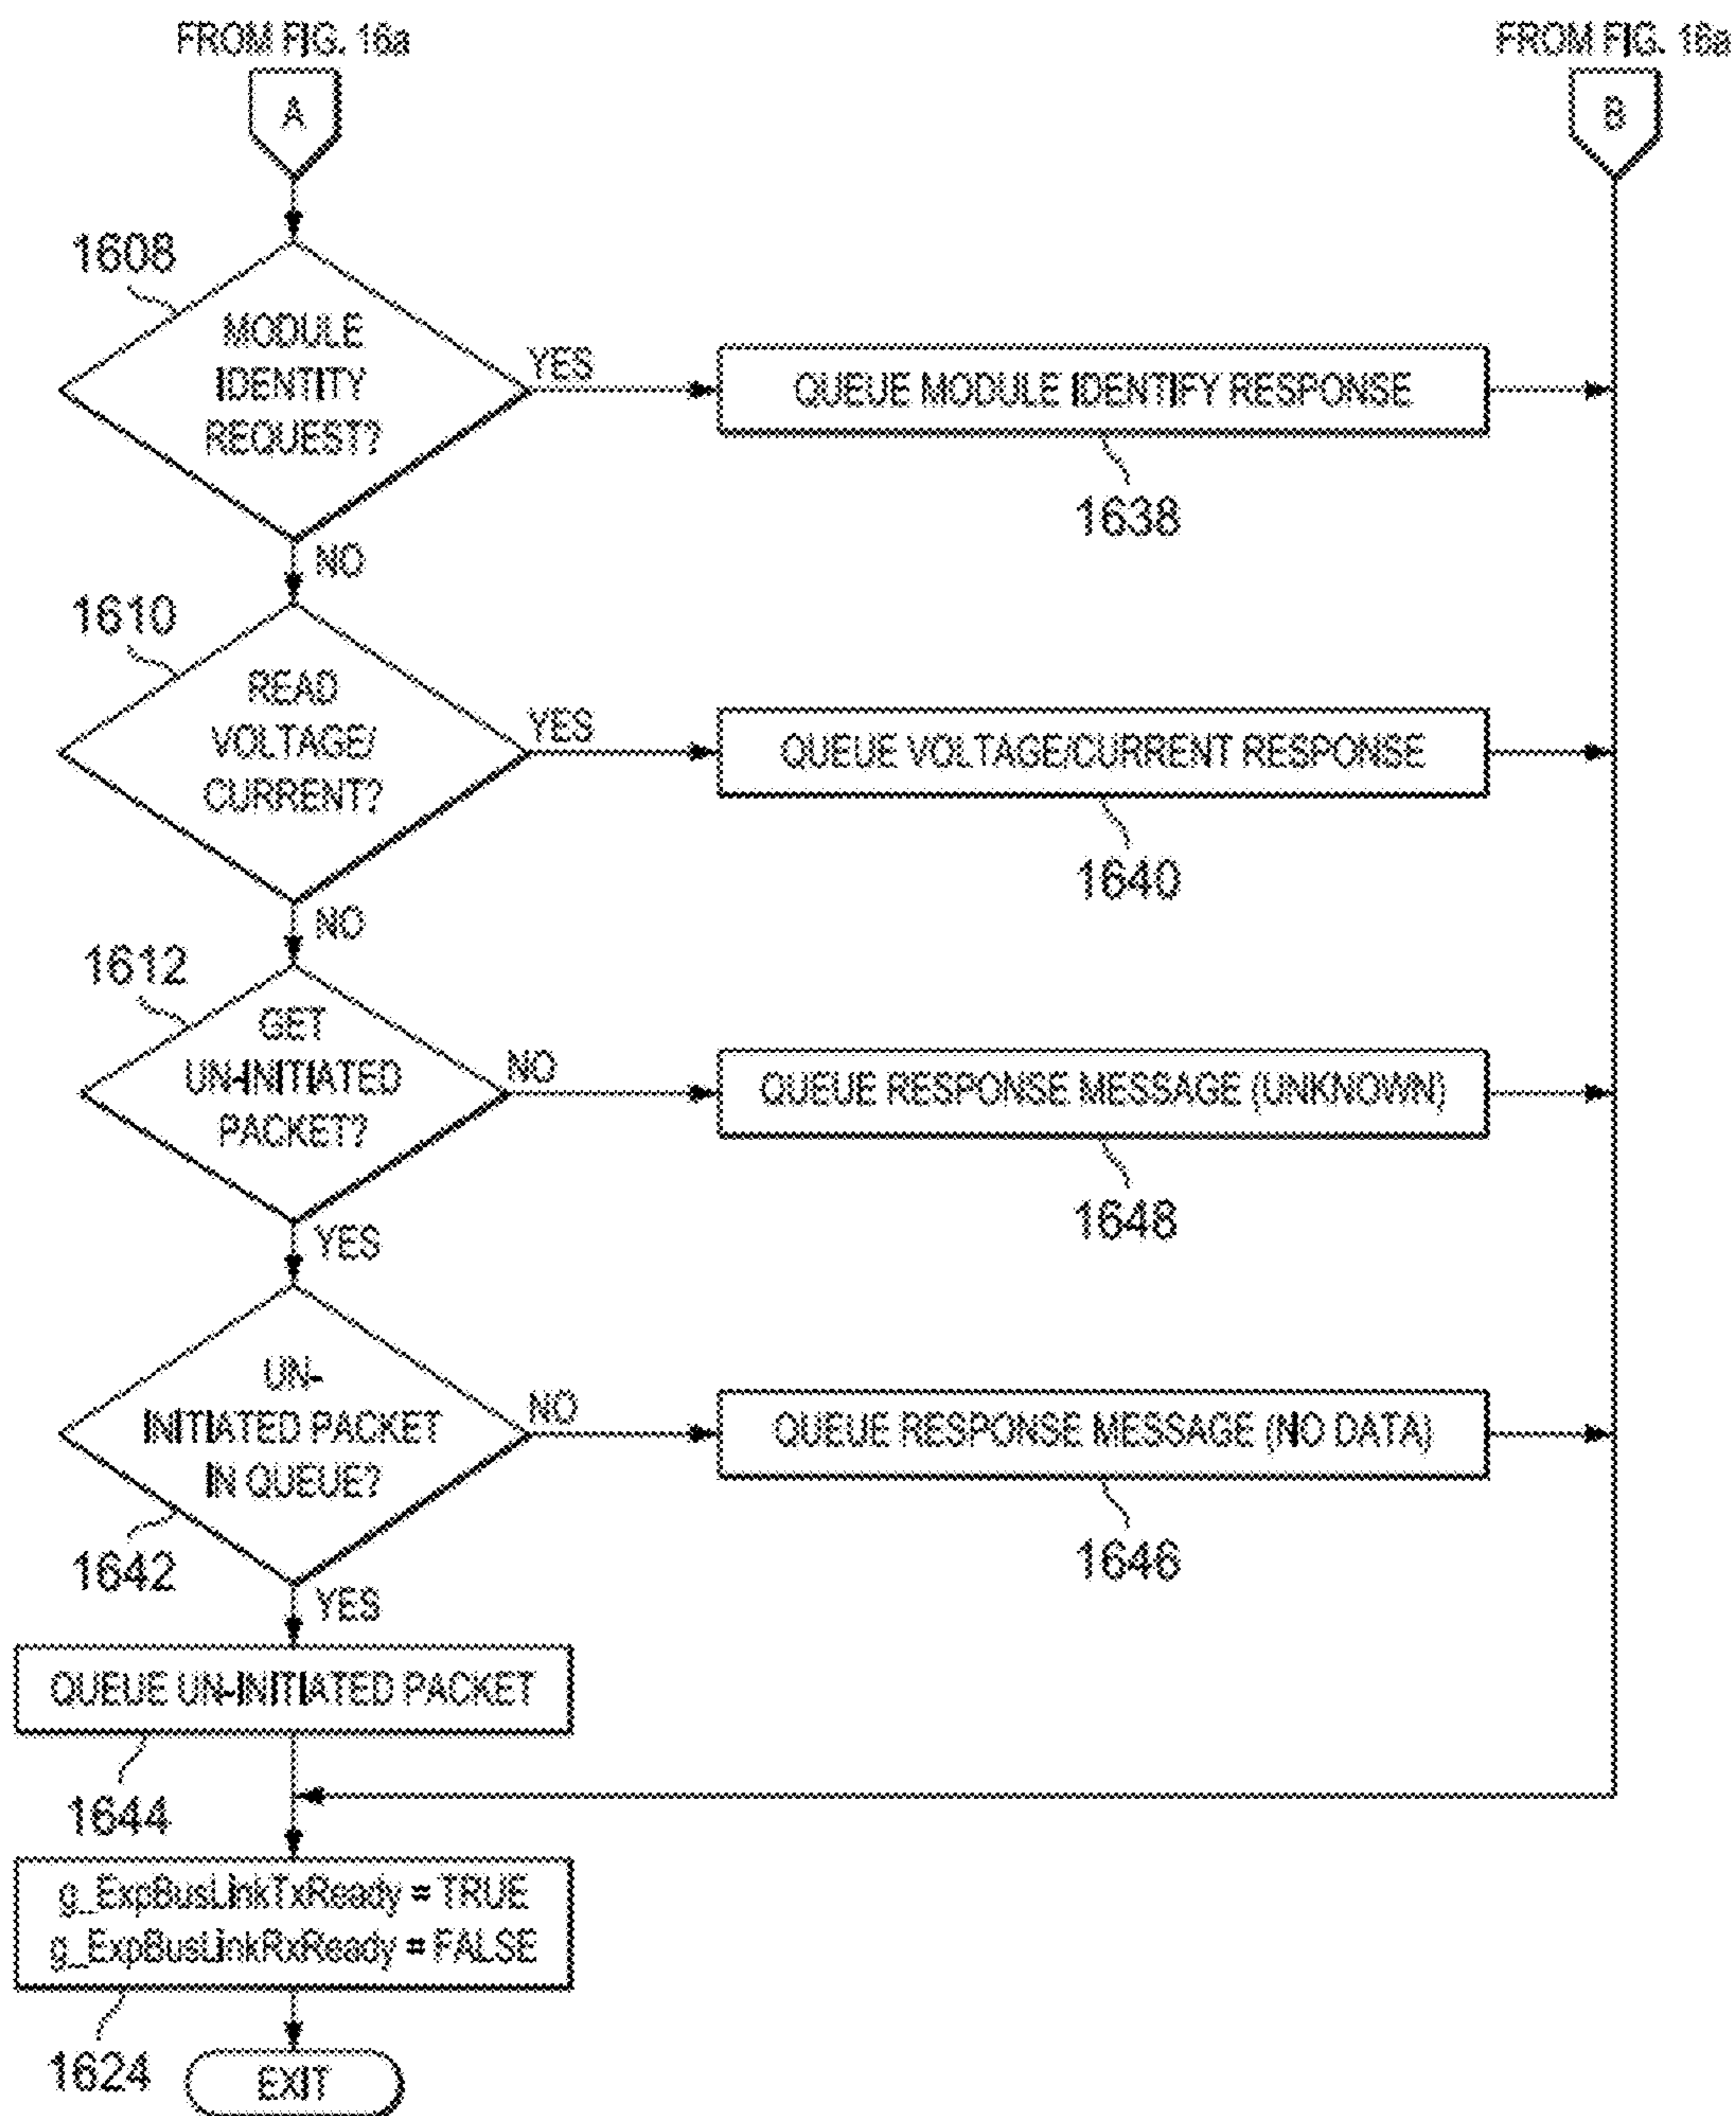 FROM FIG. 16a
FROM FIG. 16a
A
B
1608
MODULE
IDENTITY
REQUEST?
YES
QUEUE MODULE IDENTIFY RESPONSE
1638
NO
1610
READ
VOLTAGE/
CURRENT?
YES
QUEUE VOLTAGE/CURRENT RESPONSE
1640
NO
1612
GET
UN-INITIATED
PACKET?
NO
QUEUE RESPONSE MESSAGE (UNKNOWN)
1648
YES
UN-
INITIATED PACKET
IN QUEUE?
NO
QUEUE RESPONSE MESSAGE (NO DATA)
1646
1642
YES
QUEUE UN-INITIATED PACKET
1644
g_ExpBusLinkTxReady = TRUE
g_ExpBusLinkRxReady = FALSE
1624
EXIT